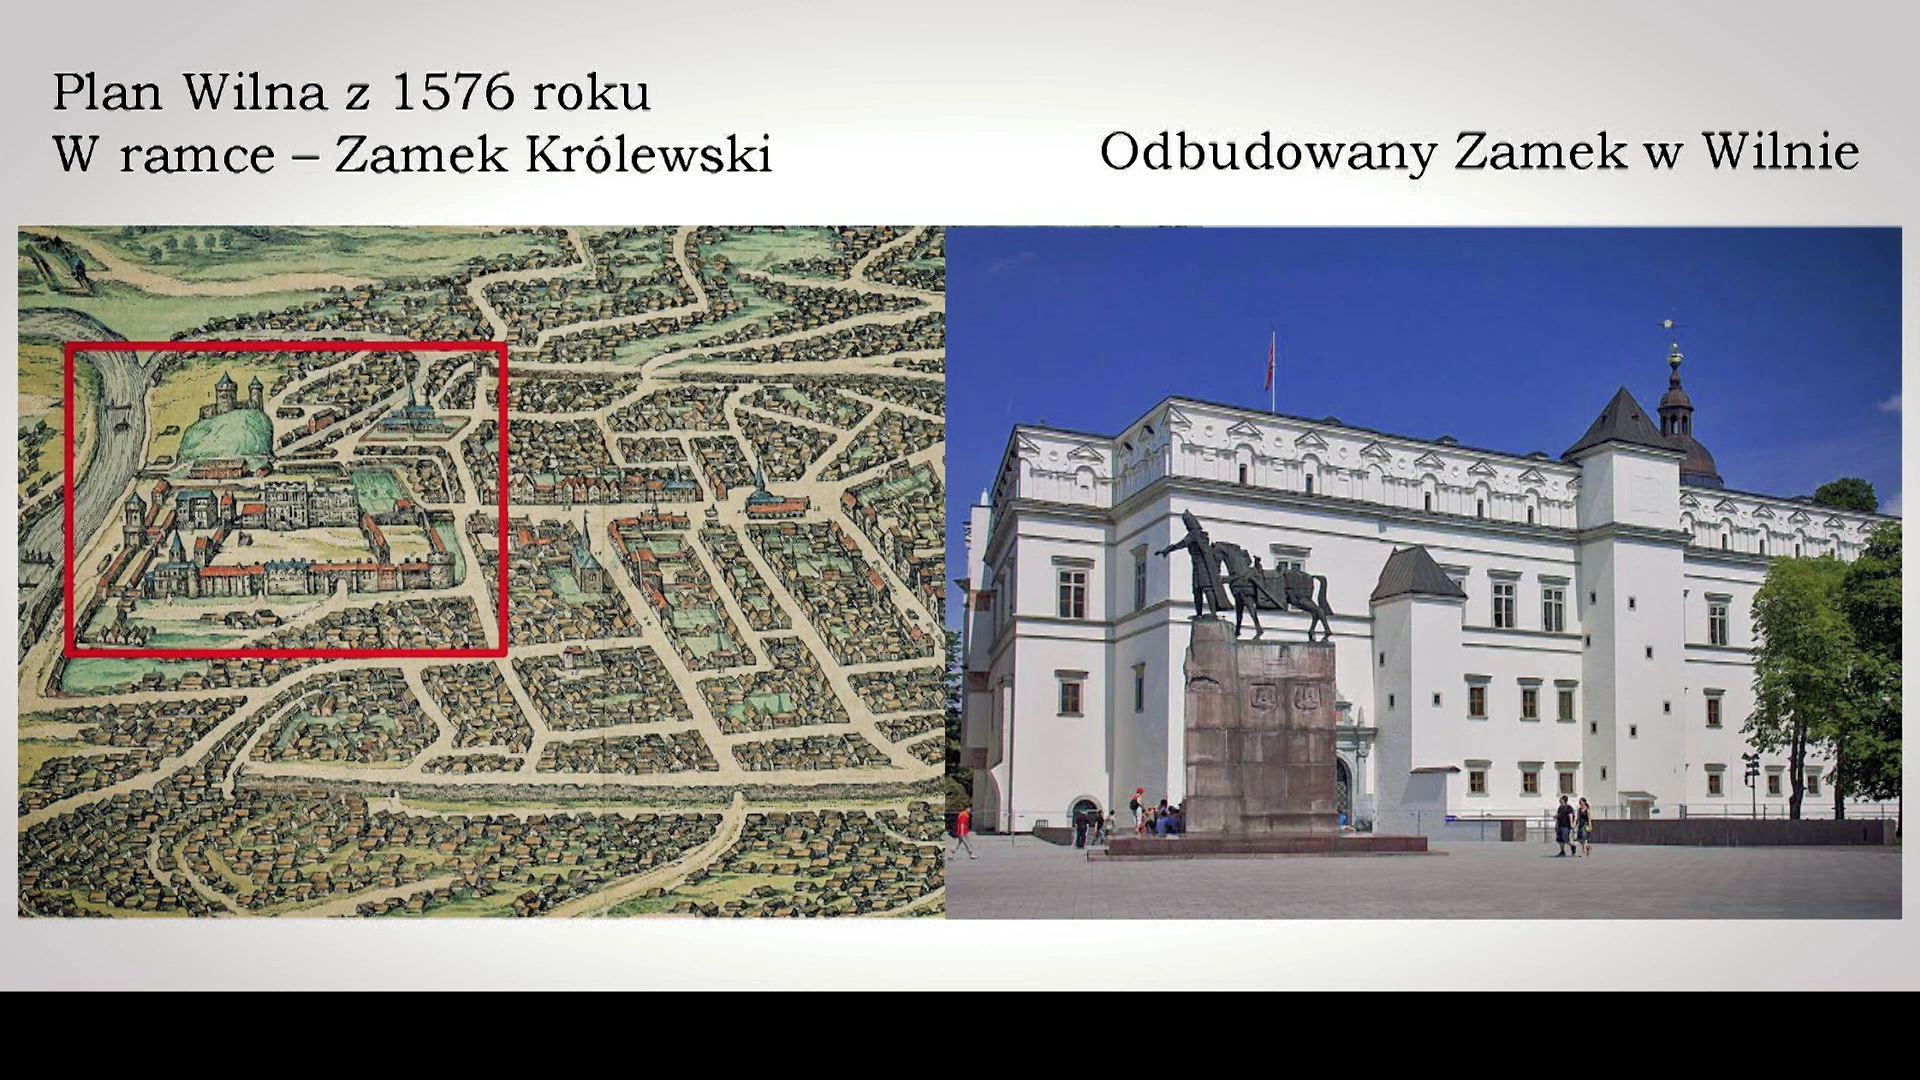 Plan Wilna z 1576 roku
W ramce – Zamek Królewski
Odbudowany Zamek w Wilnie